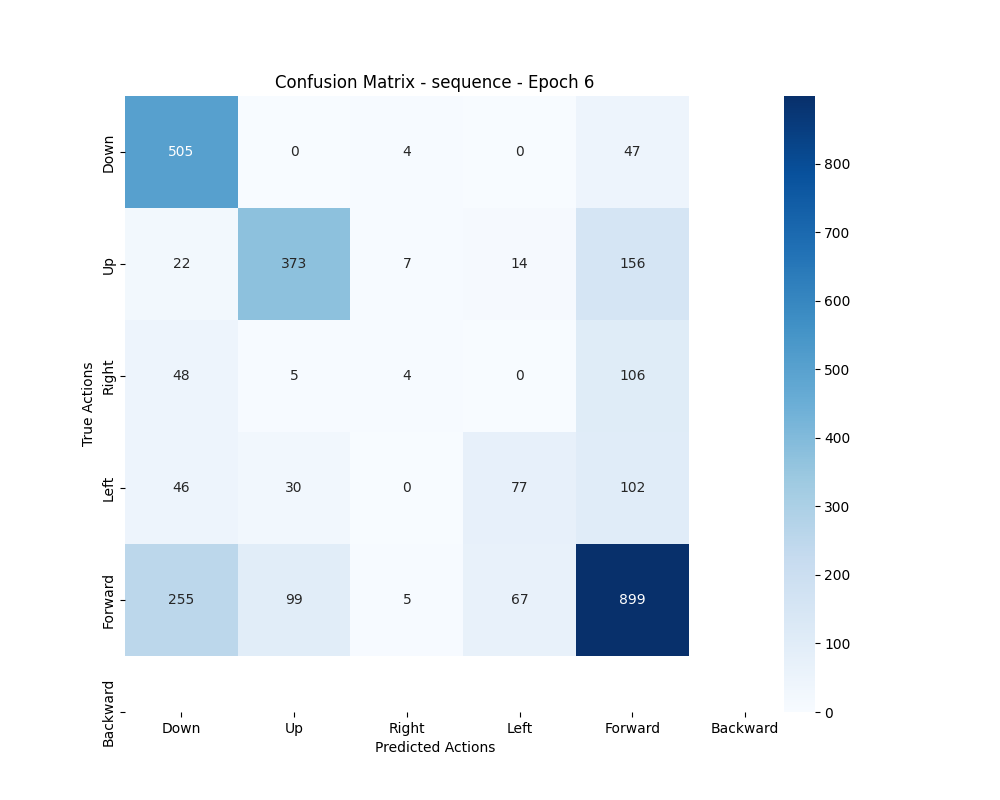 Confusion Matrix - sequence - Epoch 6
True Actions
Down 505 0 4 0 47
Up 22 373 7 14 156
Right 48 5 4 0 106
Left 46 30 0 77 102
Forward 255 99 5 67 899
Backward
Down Up Right Left Forward Backward
Predicted Actions
800
700
600
500
400
300
200
100
0